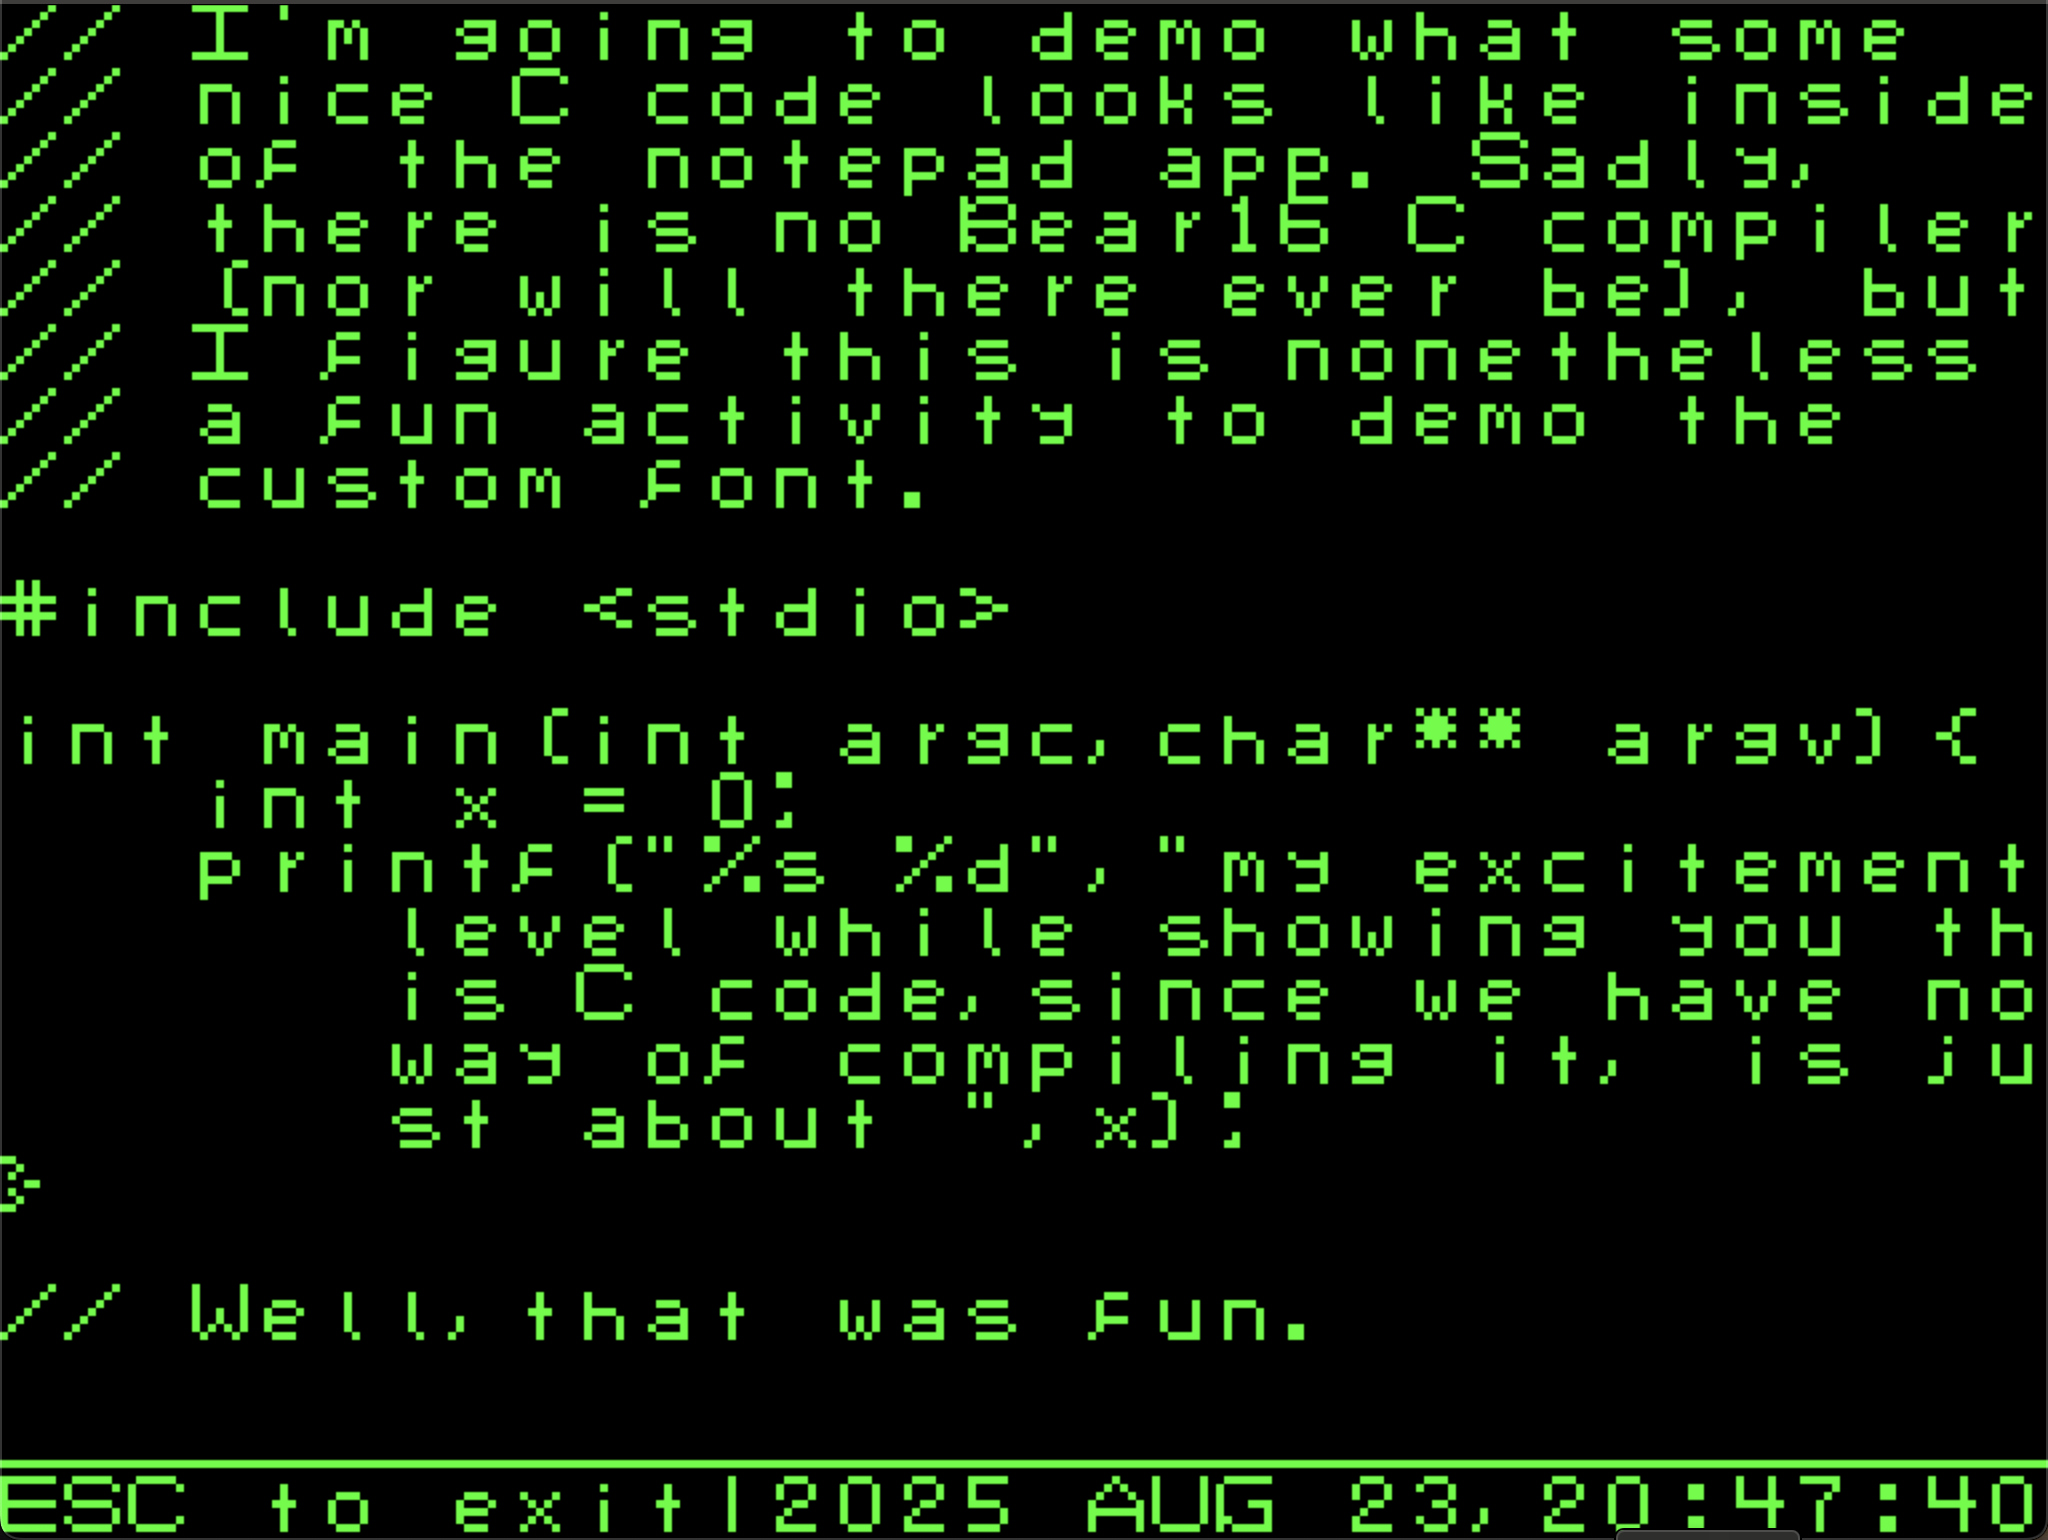 // I'm going to demo what some
// nice C code looks like inside
// of the notepad app. Sadly,
// there is no Bear16 C compiler
// (nor will there ever be), but
// I figure this is nonetheless
// a fun activity to demo the
// custom font.
#include <stdio>
int main(int argc,char** argv) {
int x = 0;
printf("%s %d", "my excitement
level while showing you th
is C code,since we have no
way of compiling it, is ju
st about ",x);
}
// Well,that was fun.
ESC to exit|2025 AUG 23, 20:47:40